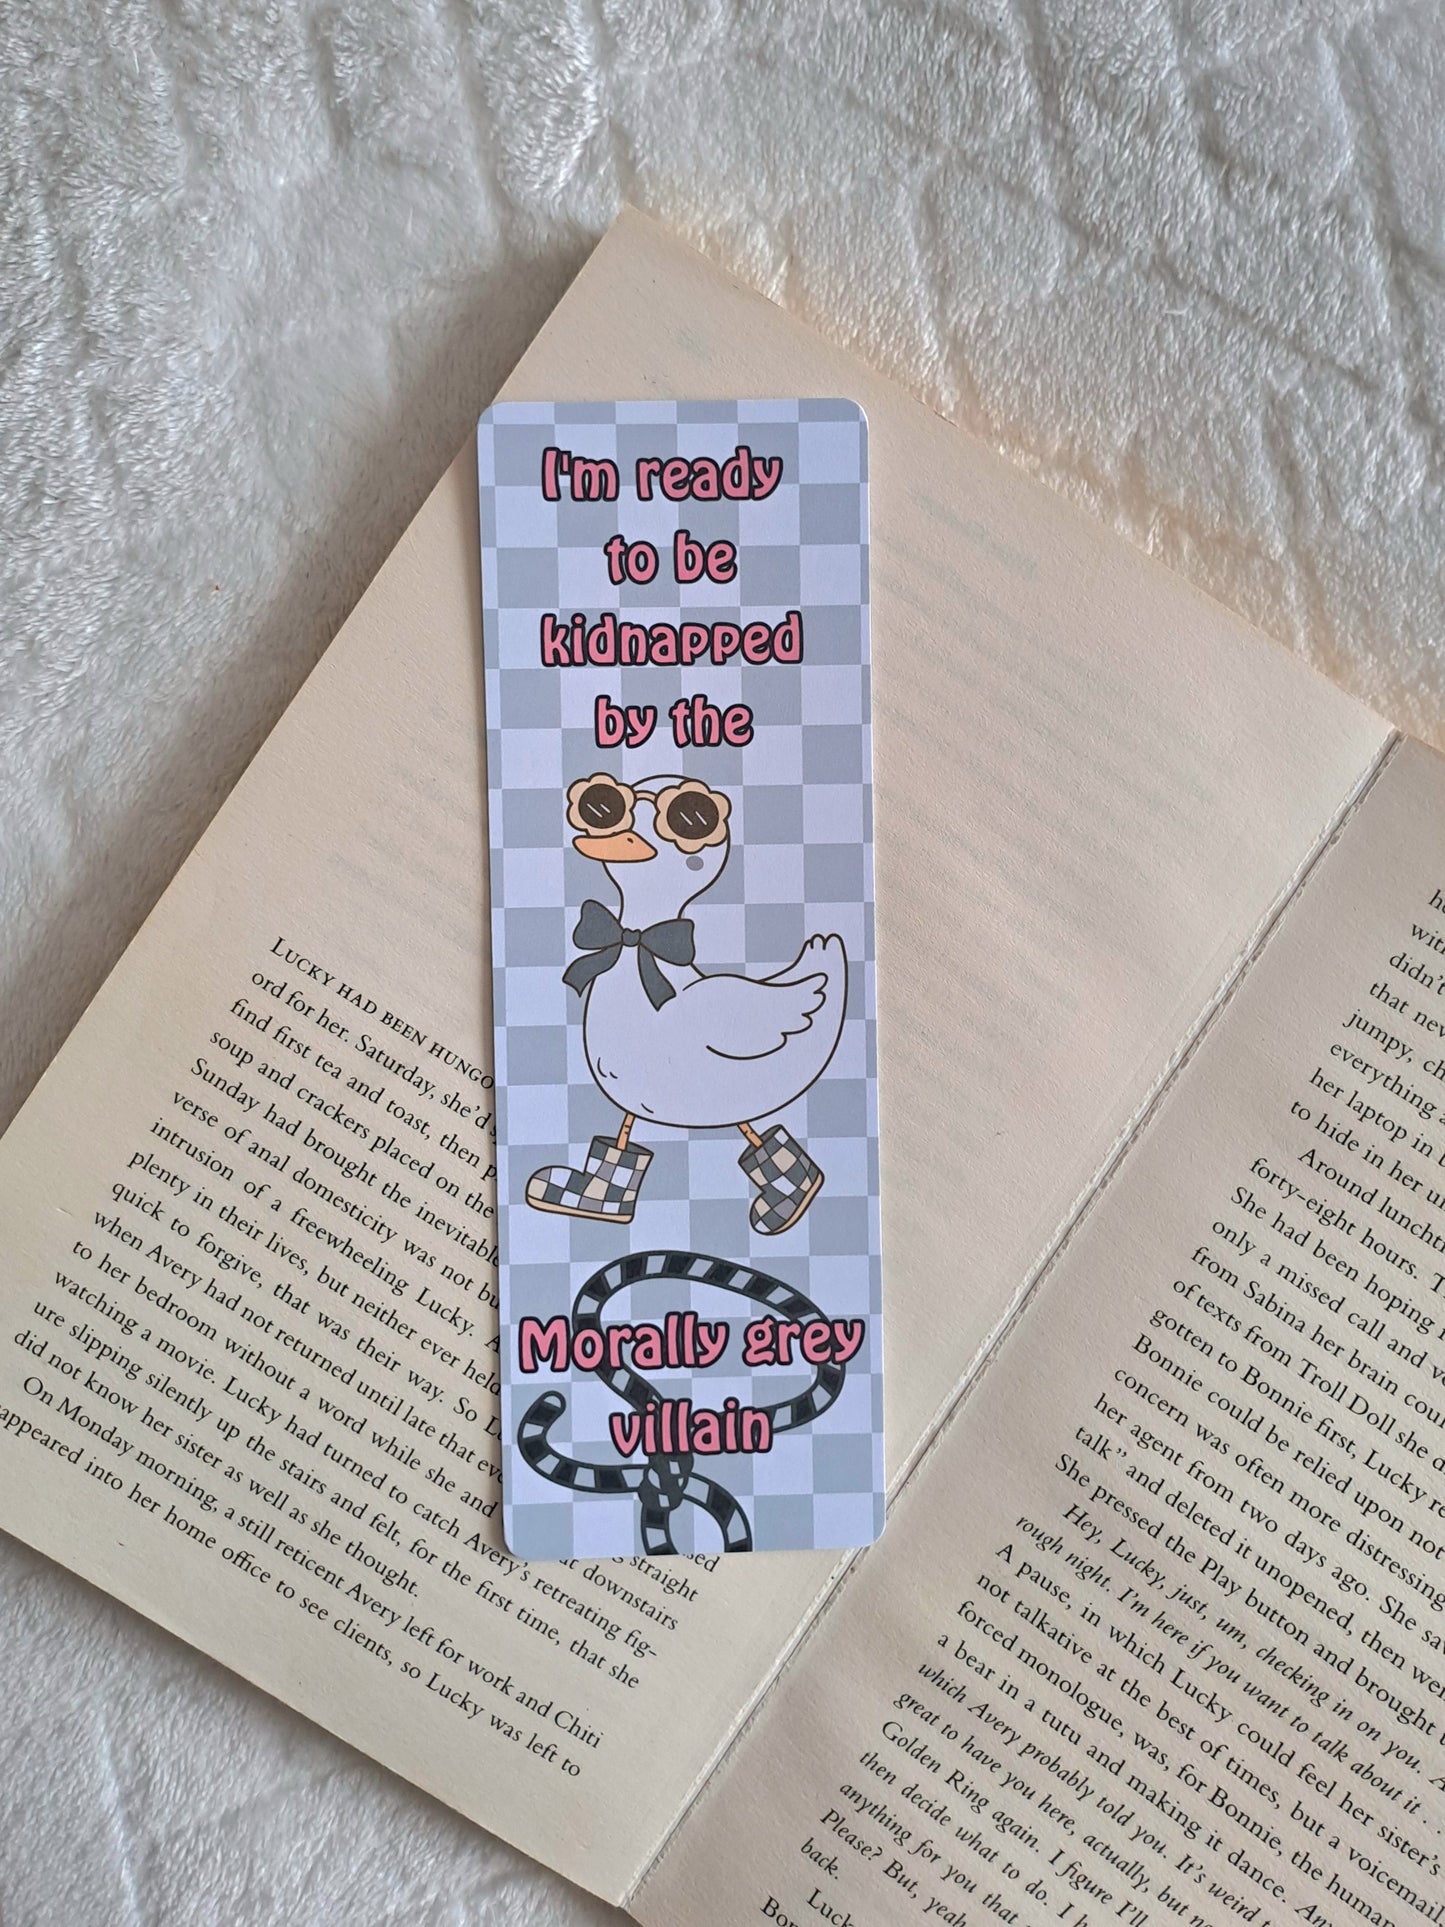 I'm ready
to be
kidnapped
by the
Morally grey
villain
LUCKY HAD BEEN HUNGO
ord for her. Saturday, she'd
find first tea and toast, then
soup and crackers placed on the
Sunday had brought the inevitable
verse of anal domesticity was not
intrusion of a freewheeling Lucky.
plenty in their lives, but neither ever held
quick to forgive, that was their way. So
when Avery had not returned until late that
to her bedroom without a word while she and
watching a movie, Lucky had turned to catch Avery's retreating fig-
ure slipping silently up the stairs and felt, for the first time, that she
did not know her sister as well as she thought.
On Monday morning, a still reticent Avery left for work and Chiti
appeared into her home office to see clients, so Lucky was left to
straight
downstairs
didn't
that
jumpy,
everything
her laptop in
to hide in her
Around
forty-eight hours.
She had been hoping
only a missed call and
from Sabina her brain
of texts from Troll Doll she
gotten to Bonnie first, Lucky
Bonnie could be relied upon not
concern was often more distressing
her agent from two days ago. She
talk" and deleted it unopened, then
She pressed the Play button and brought
Hey, Lucky, just, um, checking in on you.
rough night. I'm here if you want to talk about it . .
A pause, in which Lucky could feel her sister's
not talkative at the best of times, but a voicemail
forced monologue, was, for Bonnie, the human
a bear in a tutu and making it dance.
which Avery probably told you. It's weird
great to have you here, actually, but
Golden Ring again. I figure I'll
then decide what to do. I
anything for you that
Please? But, yeah
back.